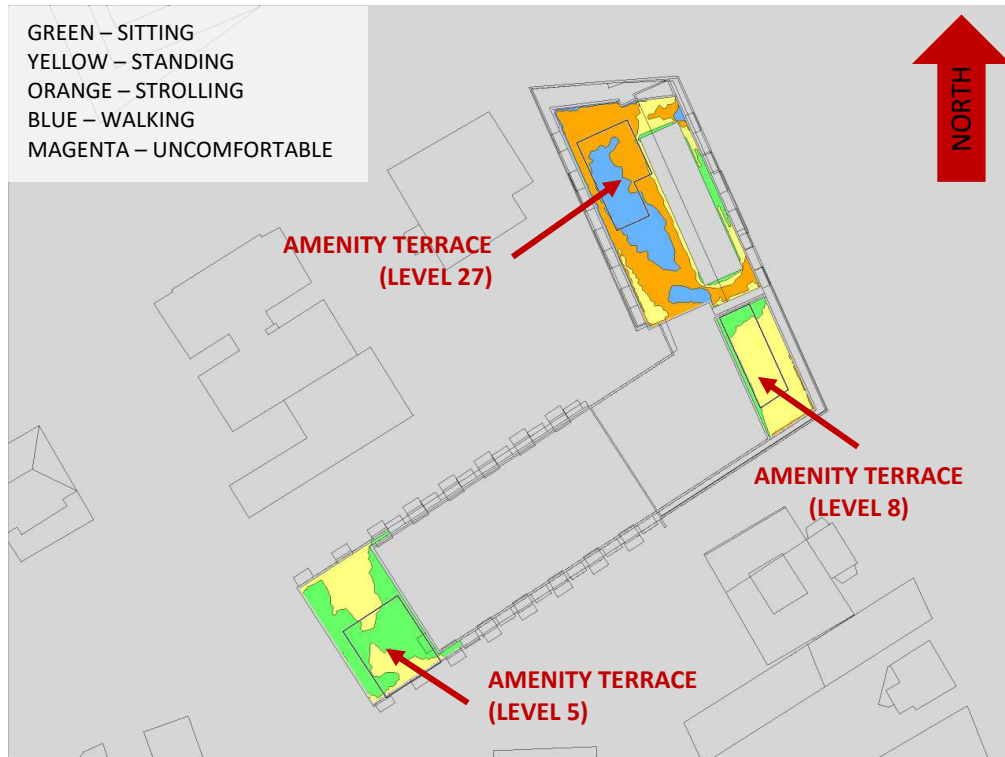 GREEN – SITTING
YELLOW – STANDING
ORANGE – STROLLING
BLUE – WALKING
MAGENTA – UNCOMFORTABLE
NORTH
AMENITY TERRACE
(LEVEL 27)
AMENITY TERRACE
(LEVEL 8)
AMENITY TERRACE
(LEVEL 5)